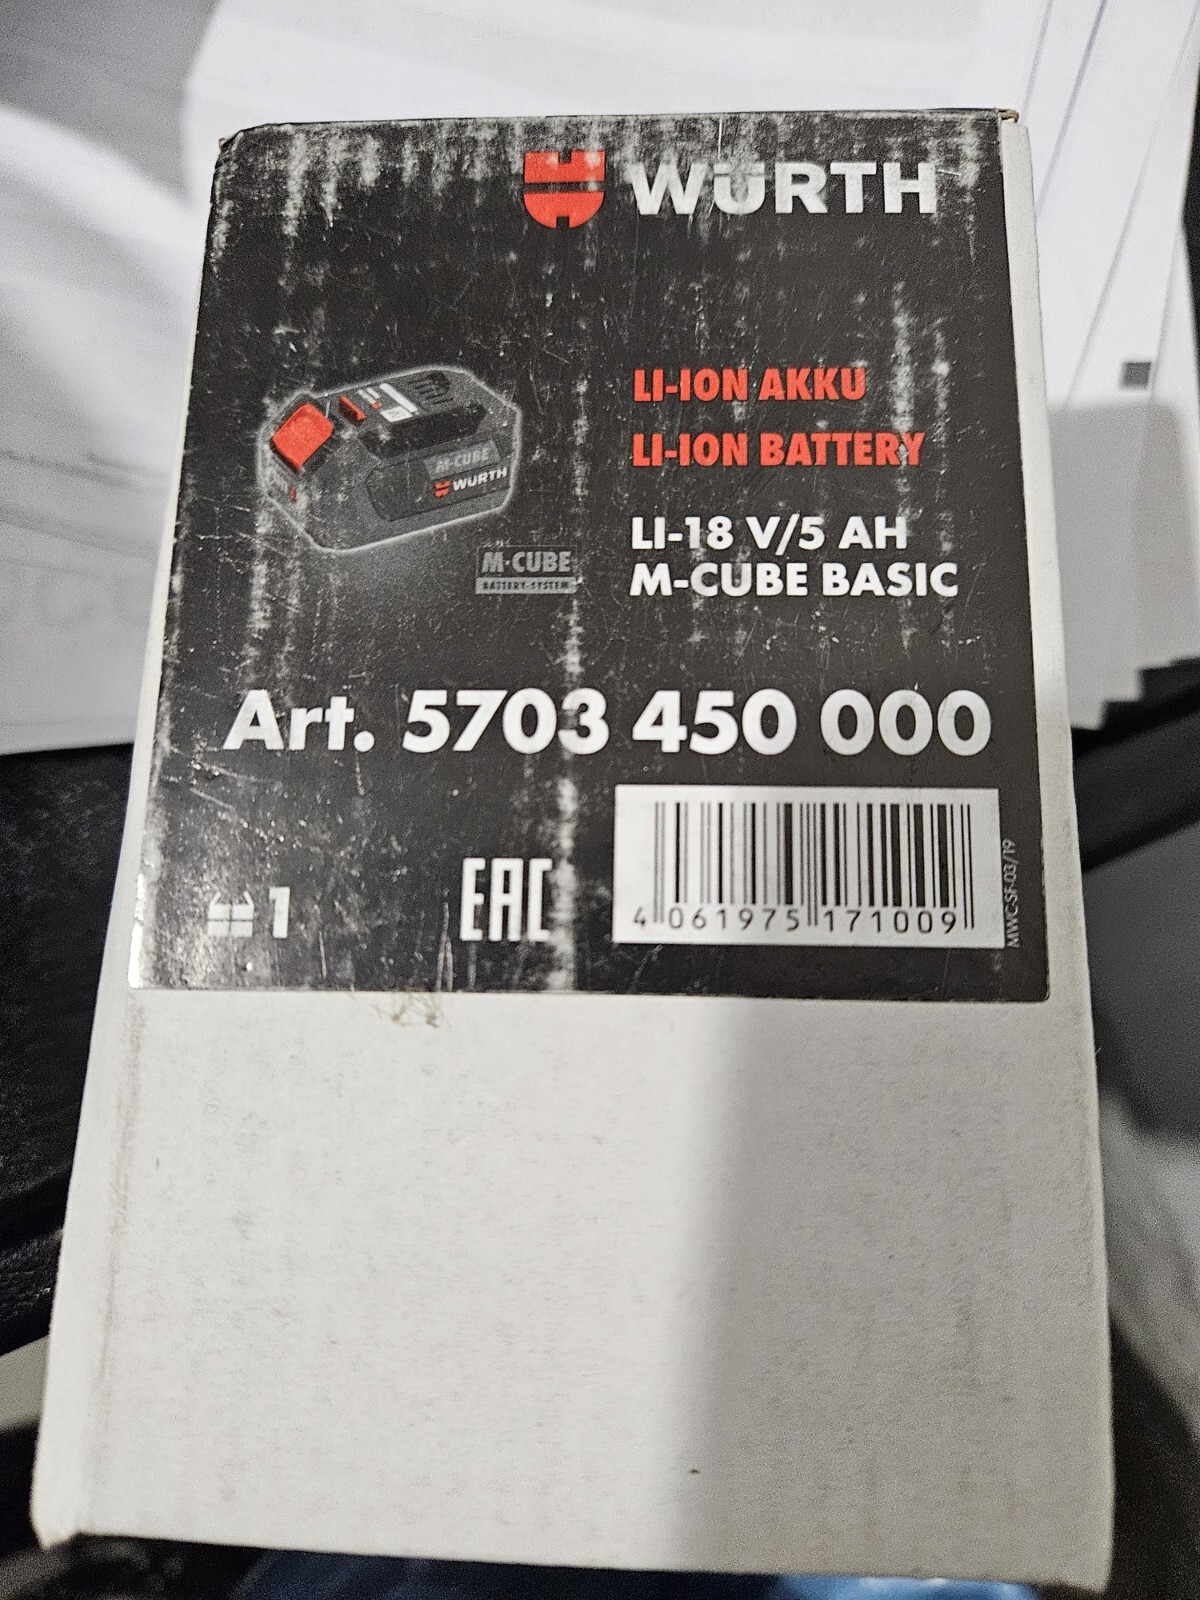 WÜRTH
LI-ION AKKU
LI-ION BATTERY
M-CUBE
WÜRTH
M-CUBE
BATTERY-SYSTEM
LI-18 V/5 AH
M-CUBE BASIC
Art. 5703 450 000
1
EAC
4 061975 171009
MWC-SF-03/19